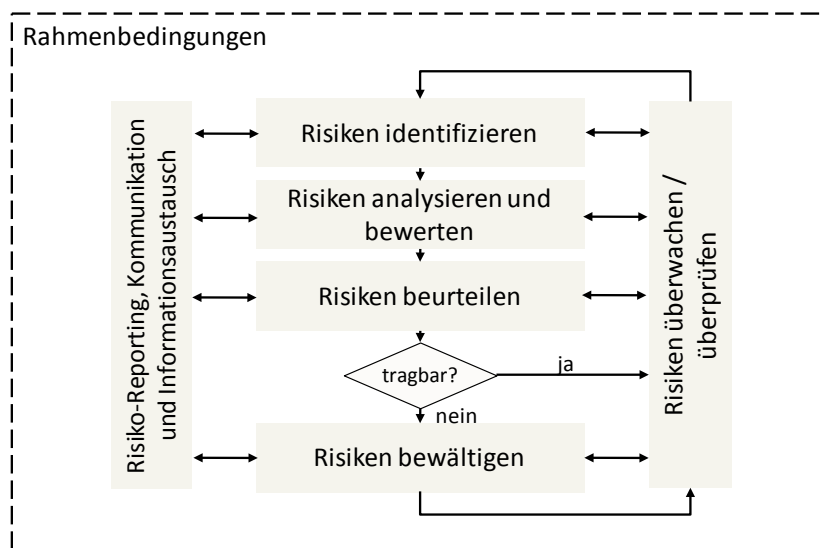 Rahmenbedingungen
Risiko-Reporting, Kommunikation
und Informationsaustausch
Risiken identifizieren
Risiken analysieren und
bewerten
Risiken beurteilen
tragbar?
ja
nein
Risiken bewältigen
Risiken überwachen /
überprüfen